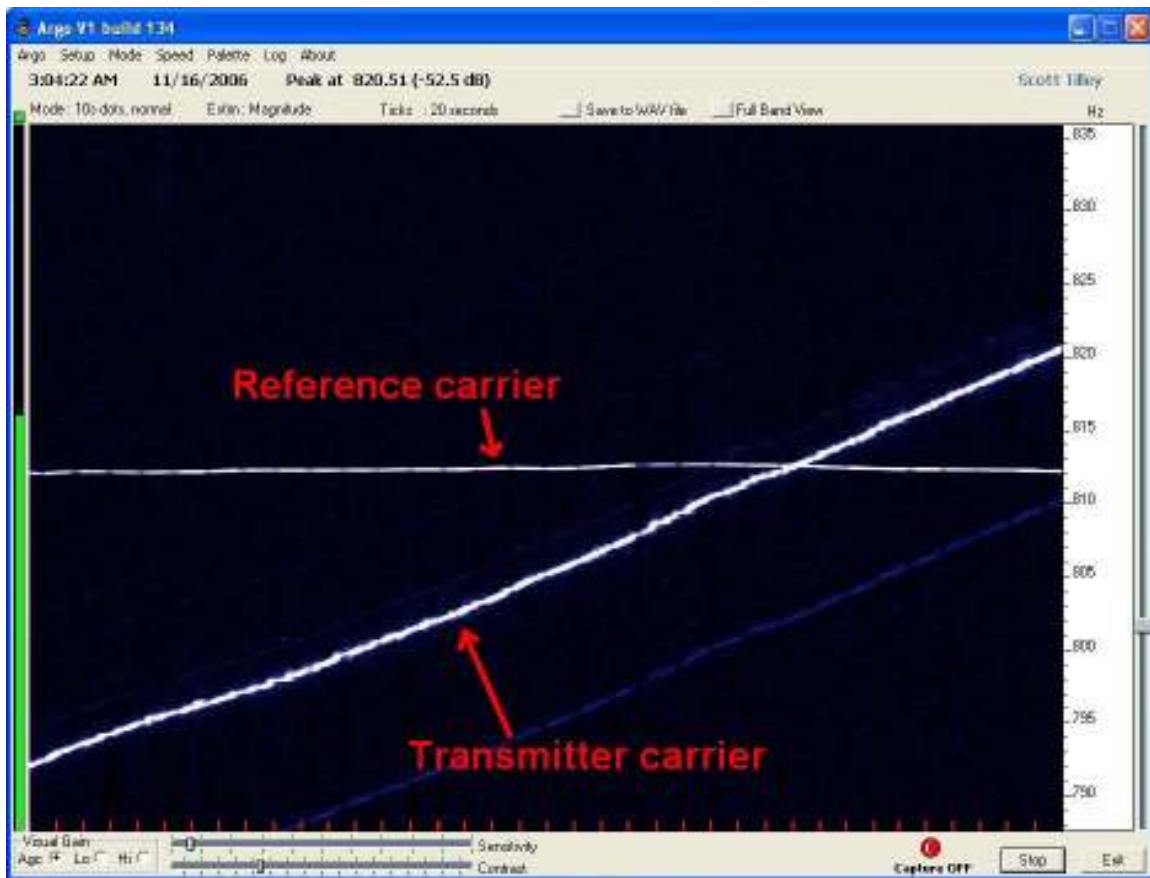 Argo V1 build 134
Argo Setup Mode Speed Palette Log About
3:04:22 AM 11/16/2006 Peak at 820.51 (-52.5 dB) Scott Tilley
Mode : 10s dots, normal Estim.: Magnitude Ticks : 20 seconds Save to WAV file Full Band View Hz
835
830
825
820
Reference carrier
815
810
805
800
795
Transmitter carrier
790
Visual Gain
Agc Lo Hi
Sensitivity
Contrast
Capture OFF
Stop
Exit